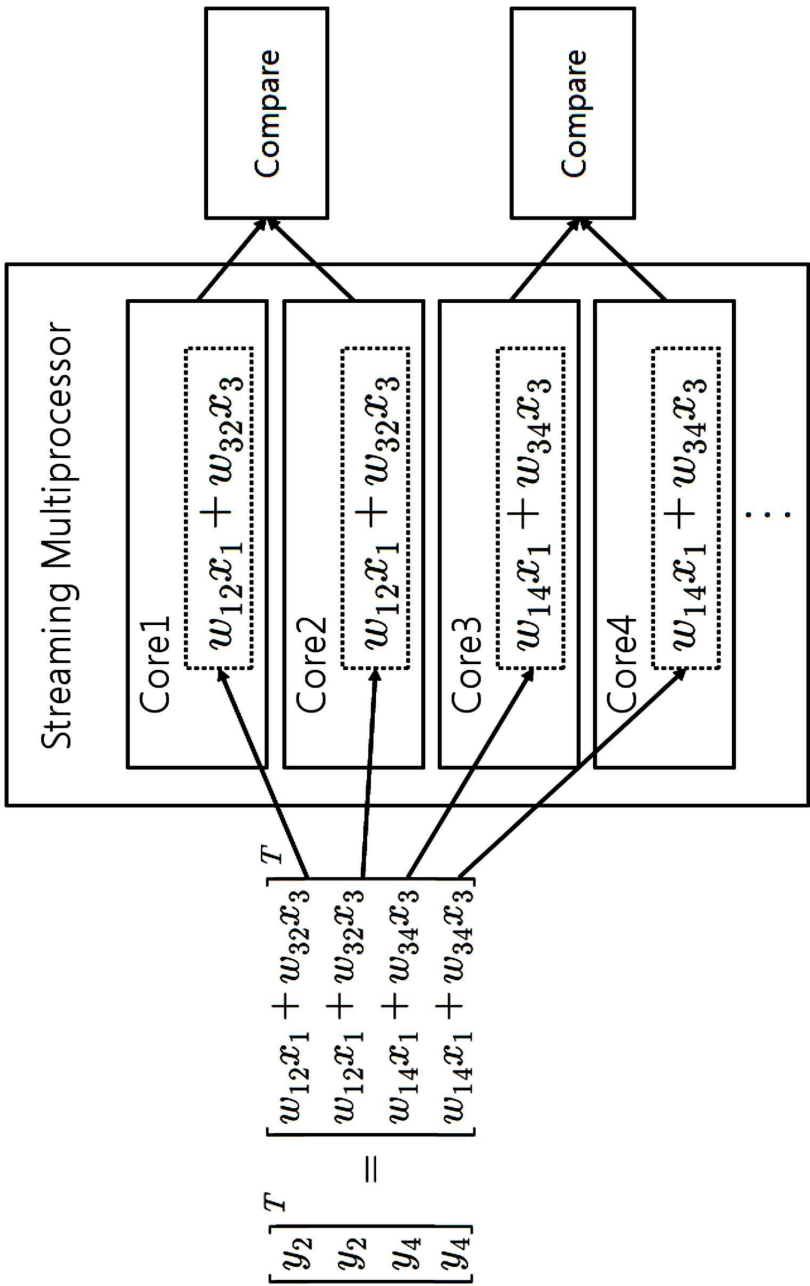 [y₂ y₂ y₄ y₄]ᵀ
=
[w₁₂x₁ + w₃₂x₃
w₁₂x₁ + w₃₂x₃
w₁₄x₁ + w₃₄x₃
w₁₄x₁ + w₃₄x₃]ᵀ
Streaming Multiprocessor
Core1
w₁₂x₁ + w₃₂x₃
Core2
w₁₂x₁ + w₃₂x₃
Core3
w₁₄x₁ + w₃₄x₃
Core4
w₁₄x₁ + w₃₄x₃
...
Compare
Compare